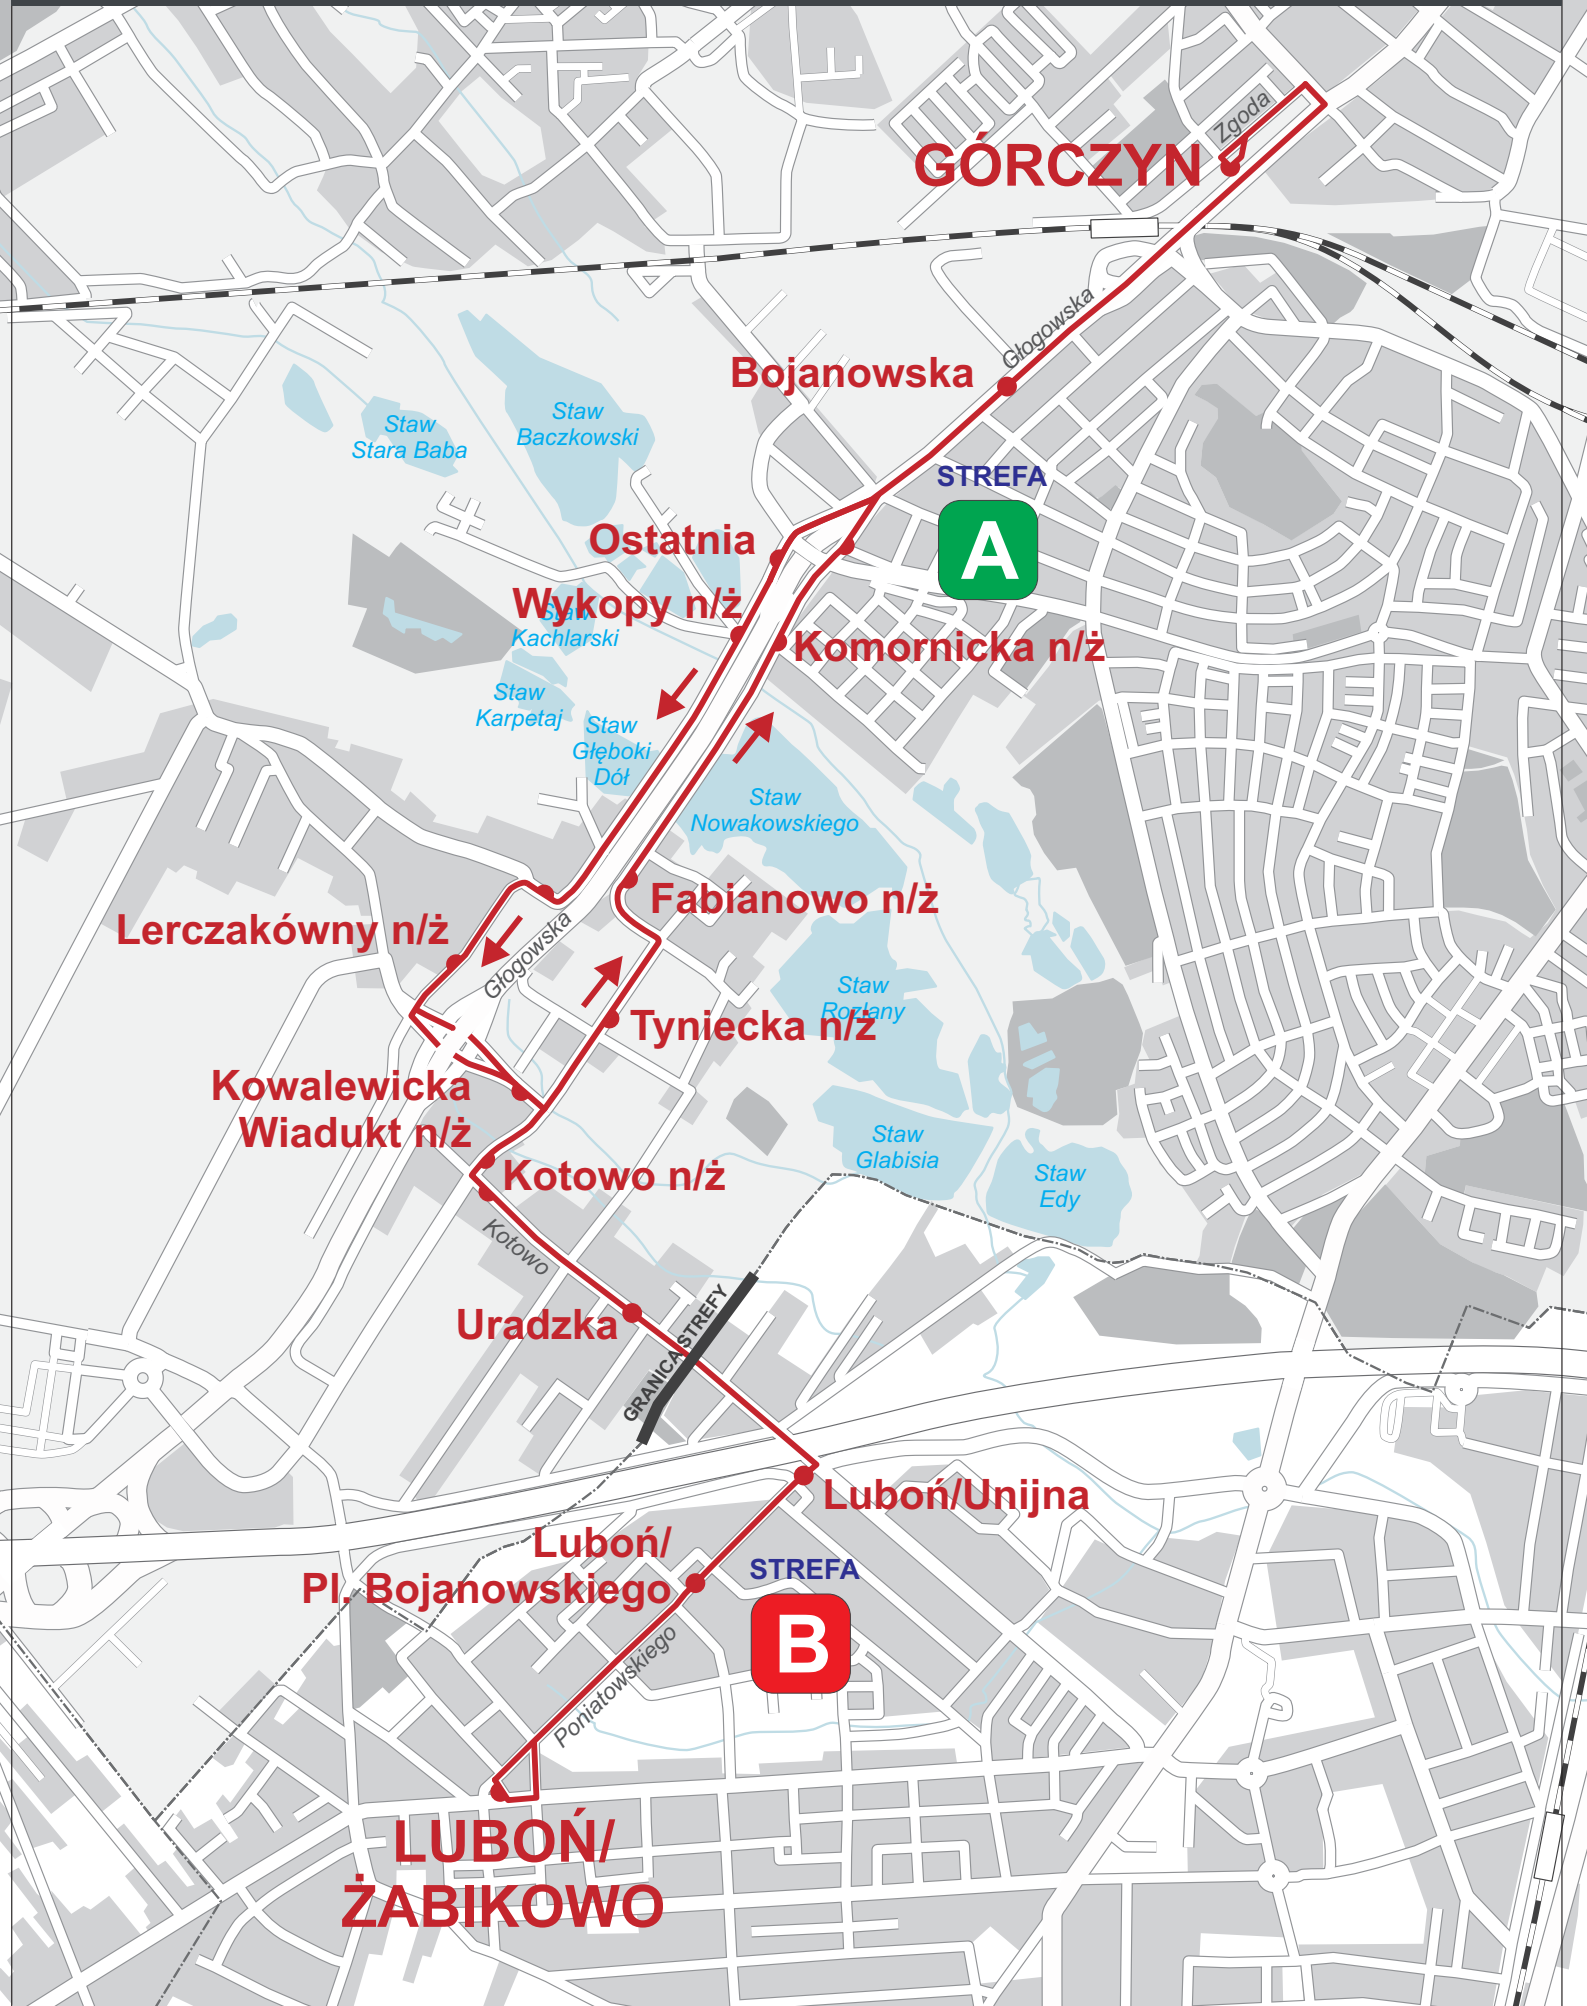 Zgoda
GÓRCZYN
Głogowska
Bojanowska
Staw
Baczkowski
Staw
Stara Baba
STREFA
A
Ostatnia
Wykopy n/ż
Staw
Kachlarski
Komornicka n/ż
Staw
Karpetaj
Staw
Głęboki
Dół
Staw
Nowakowskiego
Fabianowo n/ż
Lerczakówny n/ż
Głogowska
Staw
Rozlany
Tyniecka n/ż
Kowalewicka
Wiadukt n/ż
Staw
Glabisia
Kotowo n/ż
Staw
Edy
Kotowo
Uradzka
GRANICA STREFY
Luboń/Unijna
Luboń/
Pl. Bojanowskiego
STREFA
B
Poniatowskiego
LUBOŃ/
ŻABIKOWO